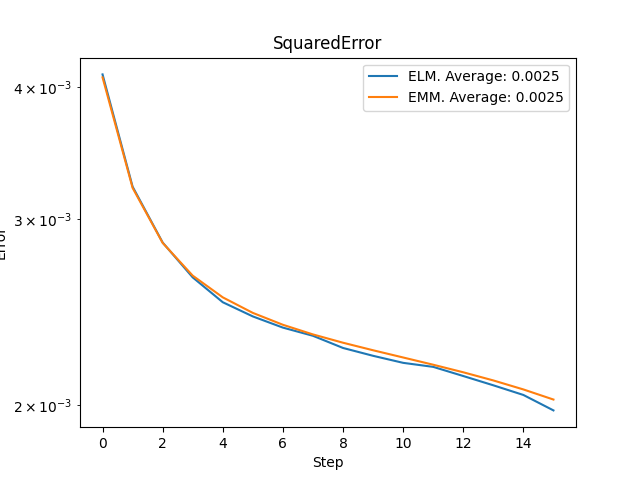 SquaredError
ELM. Average: 0.0025
EMM. Average: 0.0025
4 × 10⁻³
3 × 10⁻³
2 × 10⁻³
Error
0 2 4 6 8 10 12 14
Step